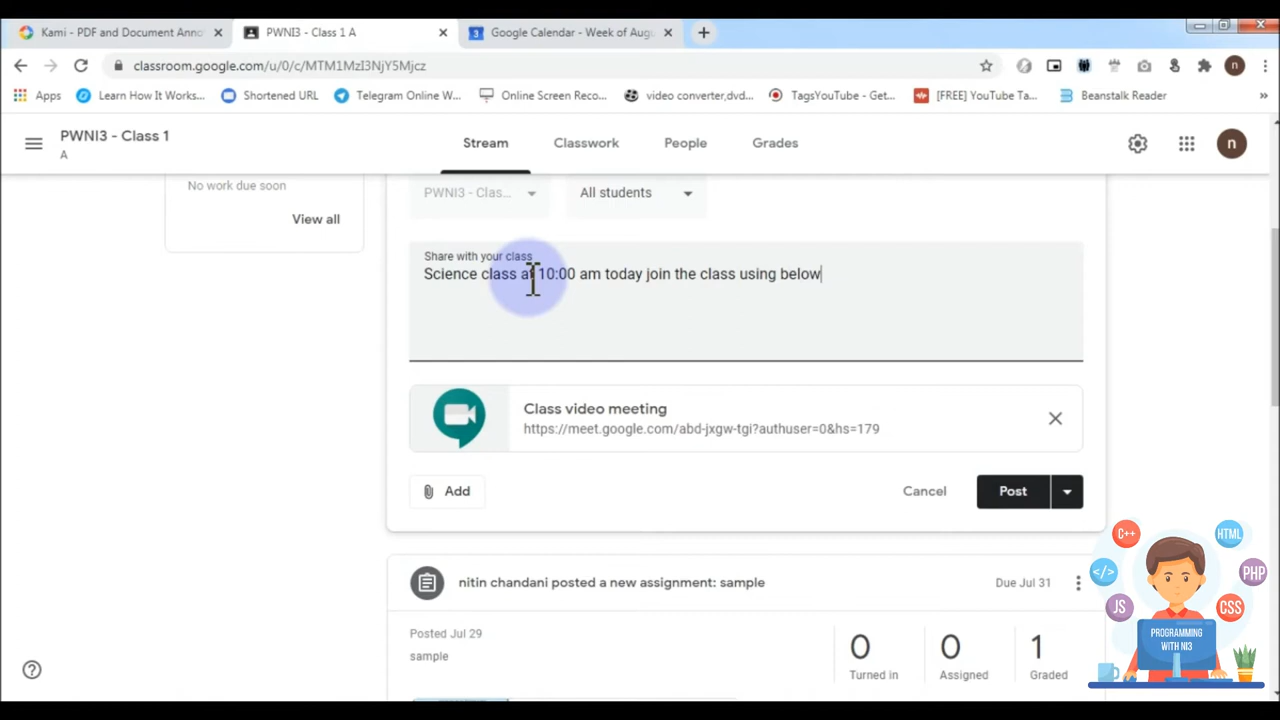 Kami - PDF and Document Anno
PWNI3 - Class 1 A
Google Calendar - Week of Augu
classroom.google.com/u/0/c/MTM1MzI3NjY5Mjcz
n
Apps
Learn How It Works...
Shortened URL
Telegram Online W...
Online Screen Reco...
video converter,dvd...
TagsYouTube - Get...
[FREE] YouTube Ta...
Beanstalk Reader
»
PWNI3 - Class 1
A
Stream
Classwork
People
Grades
n
No work due soon
View all
PWNI3 - Clas...
All students
Share with your class
Science class at 10:00 am today join the class using below
Class video meeting
https://meet.google.com/abd-jxgw-tgi?authuser=0&hs=179
Add
Cancel
Post
nitin chandani posted a new assignment: sample
Due Jul 31
Posted Jul 29
sample
0
Turned in
0
Assigned
1
Graded
C++
HTML
</>
PHP
JS
CSS
PROGRAMMING
WITH NI3